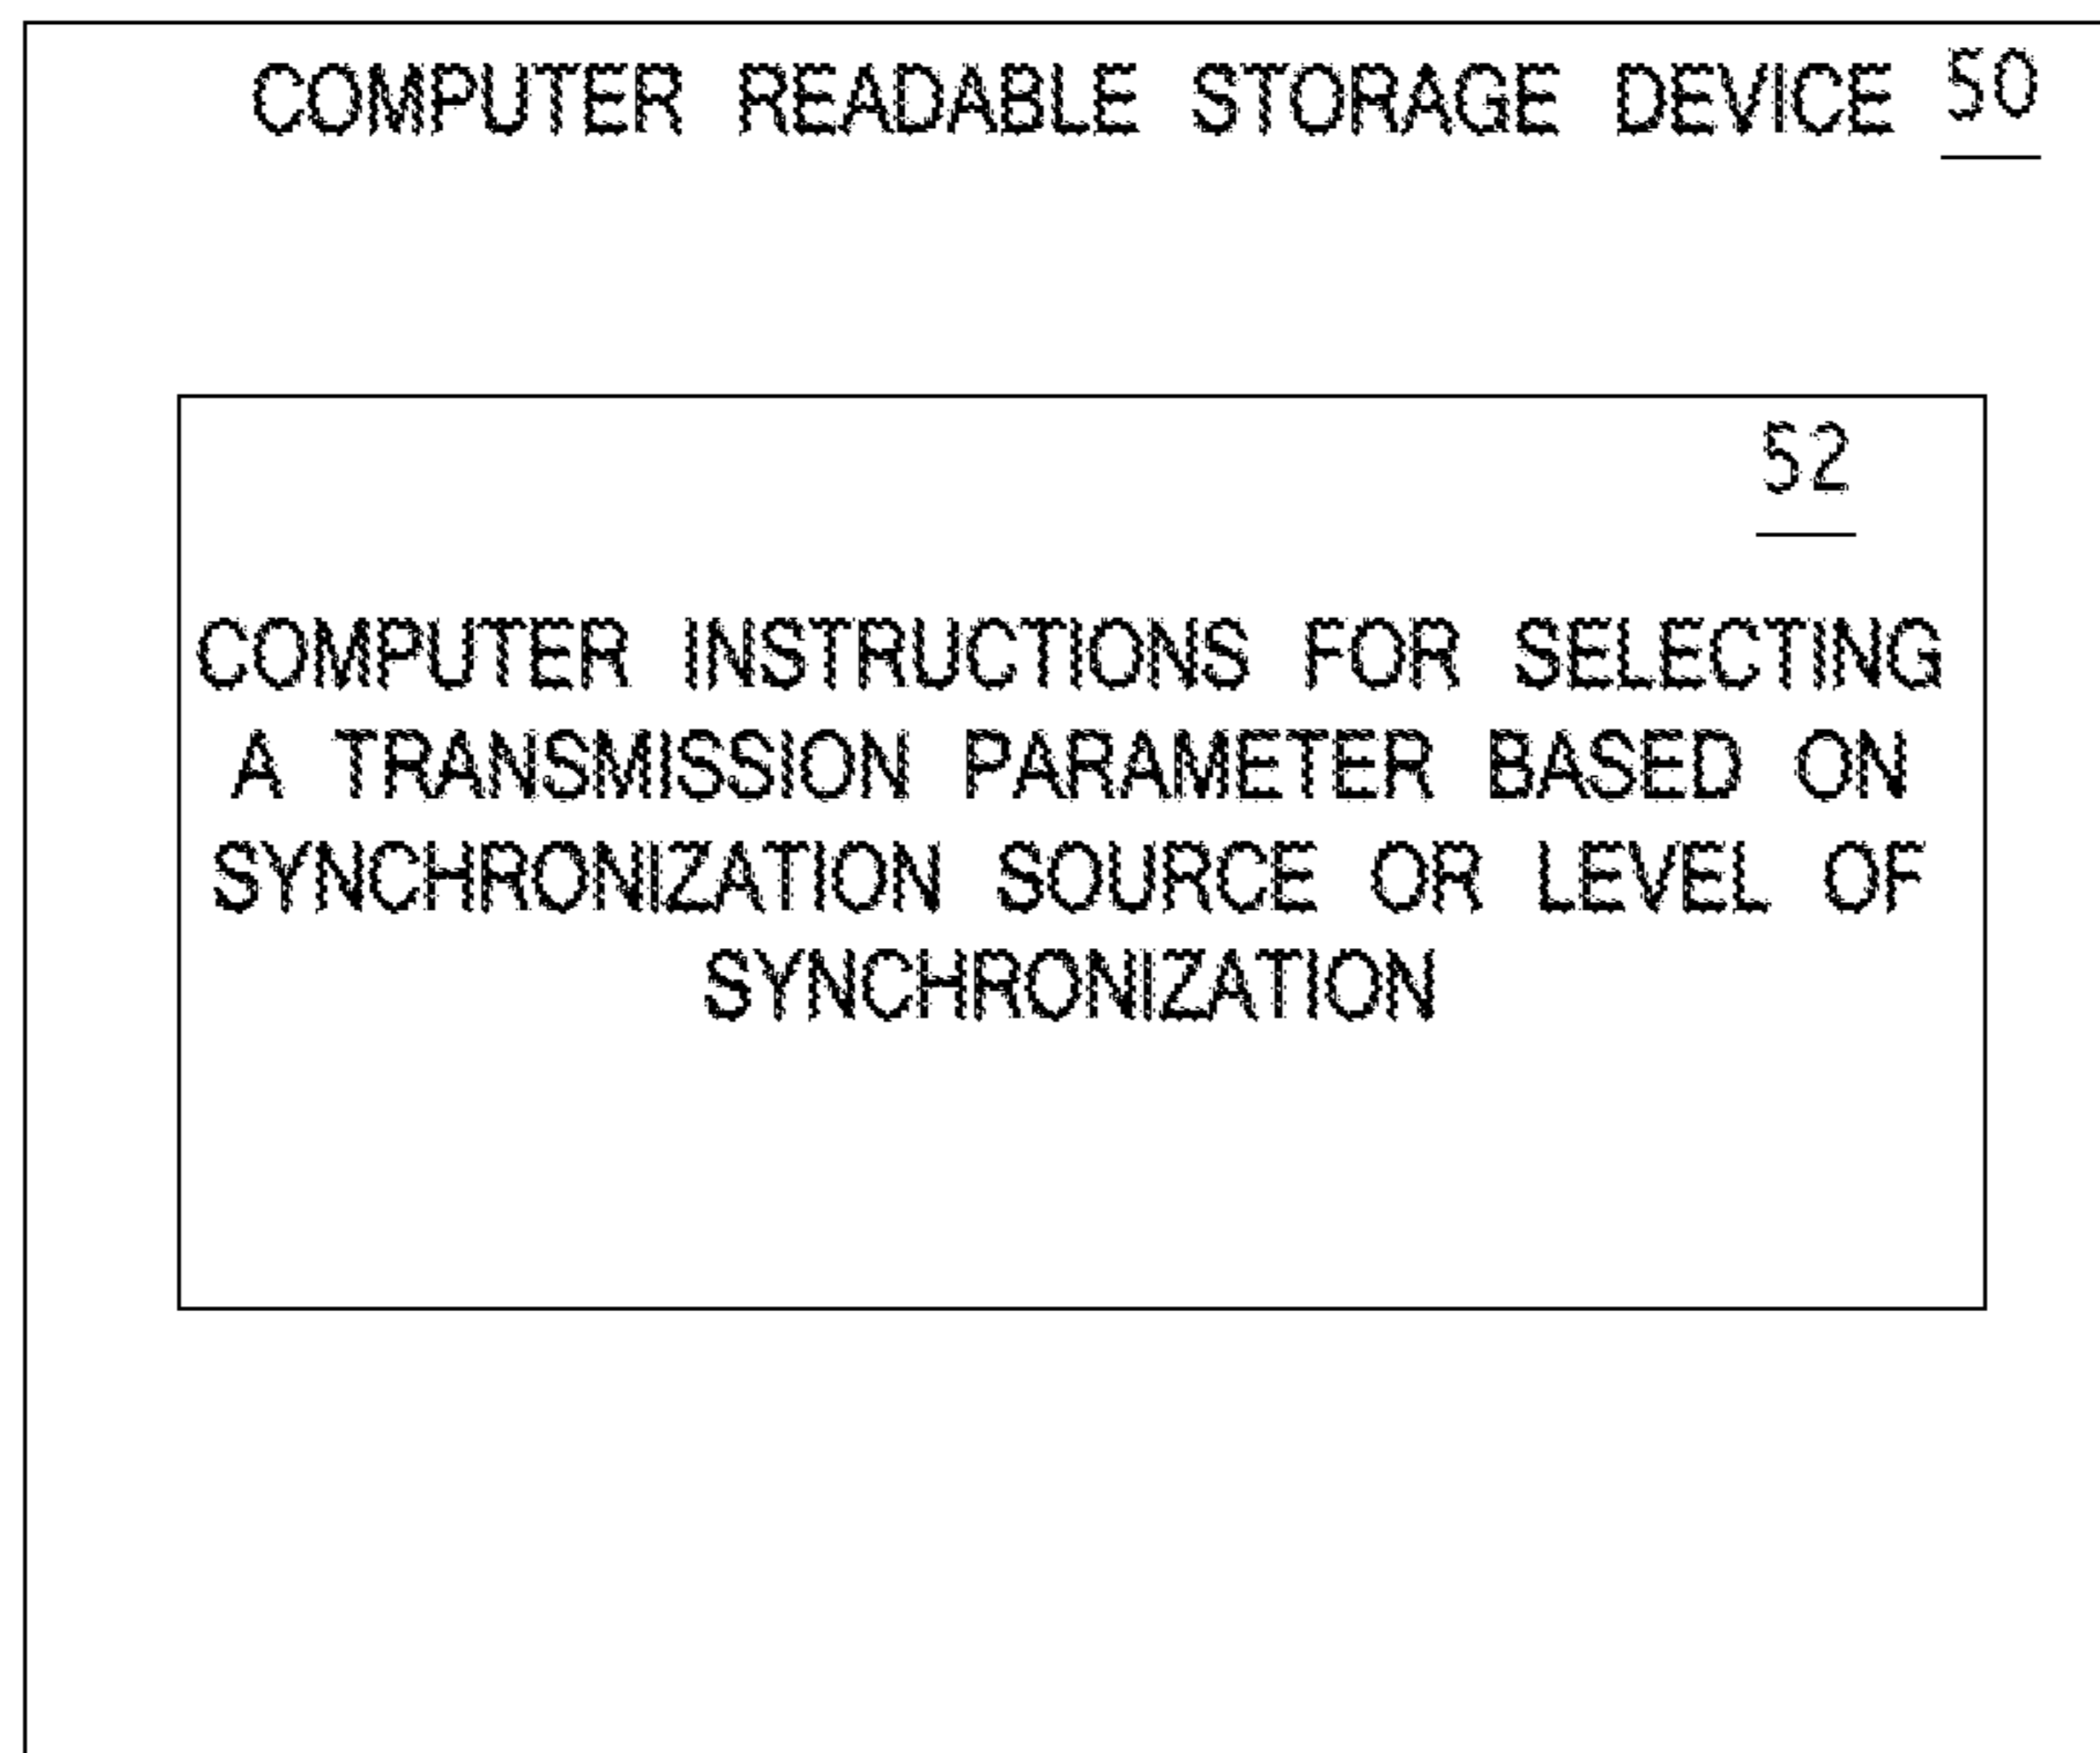 COMPUTER READABLE STORAGE DEVICE 50
52
COMPUTER INSTRUCTIONS FOR SELECTING
A TRANSMISSION PARAMETER BASED ON
SYNCHRONIZATION SOURCE OR LEVEL OF
SYNCHRONIZATION